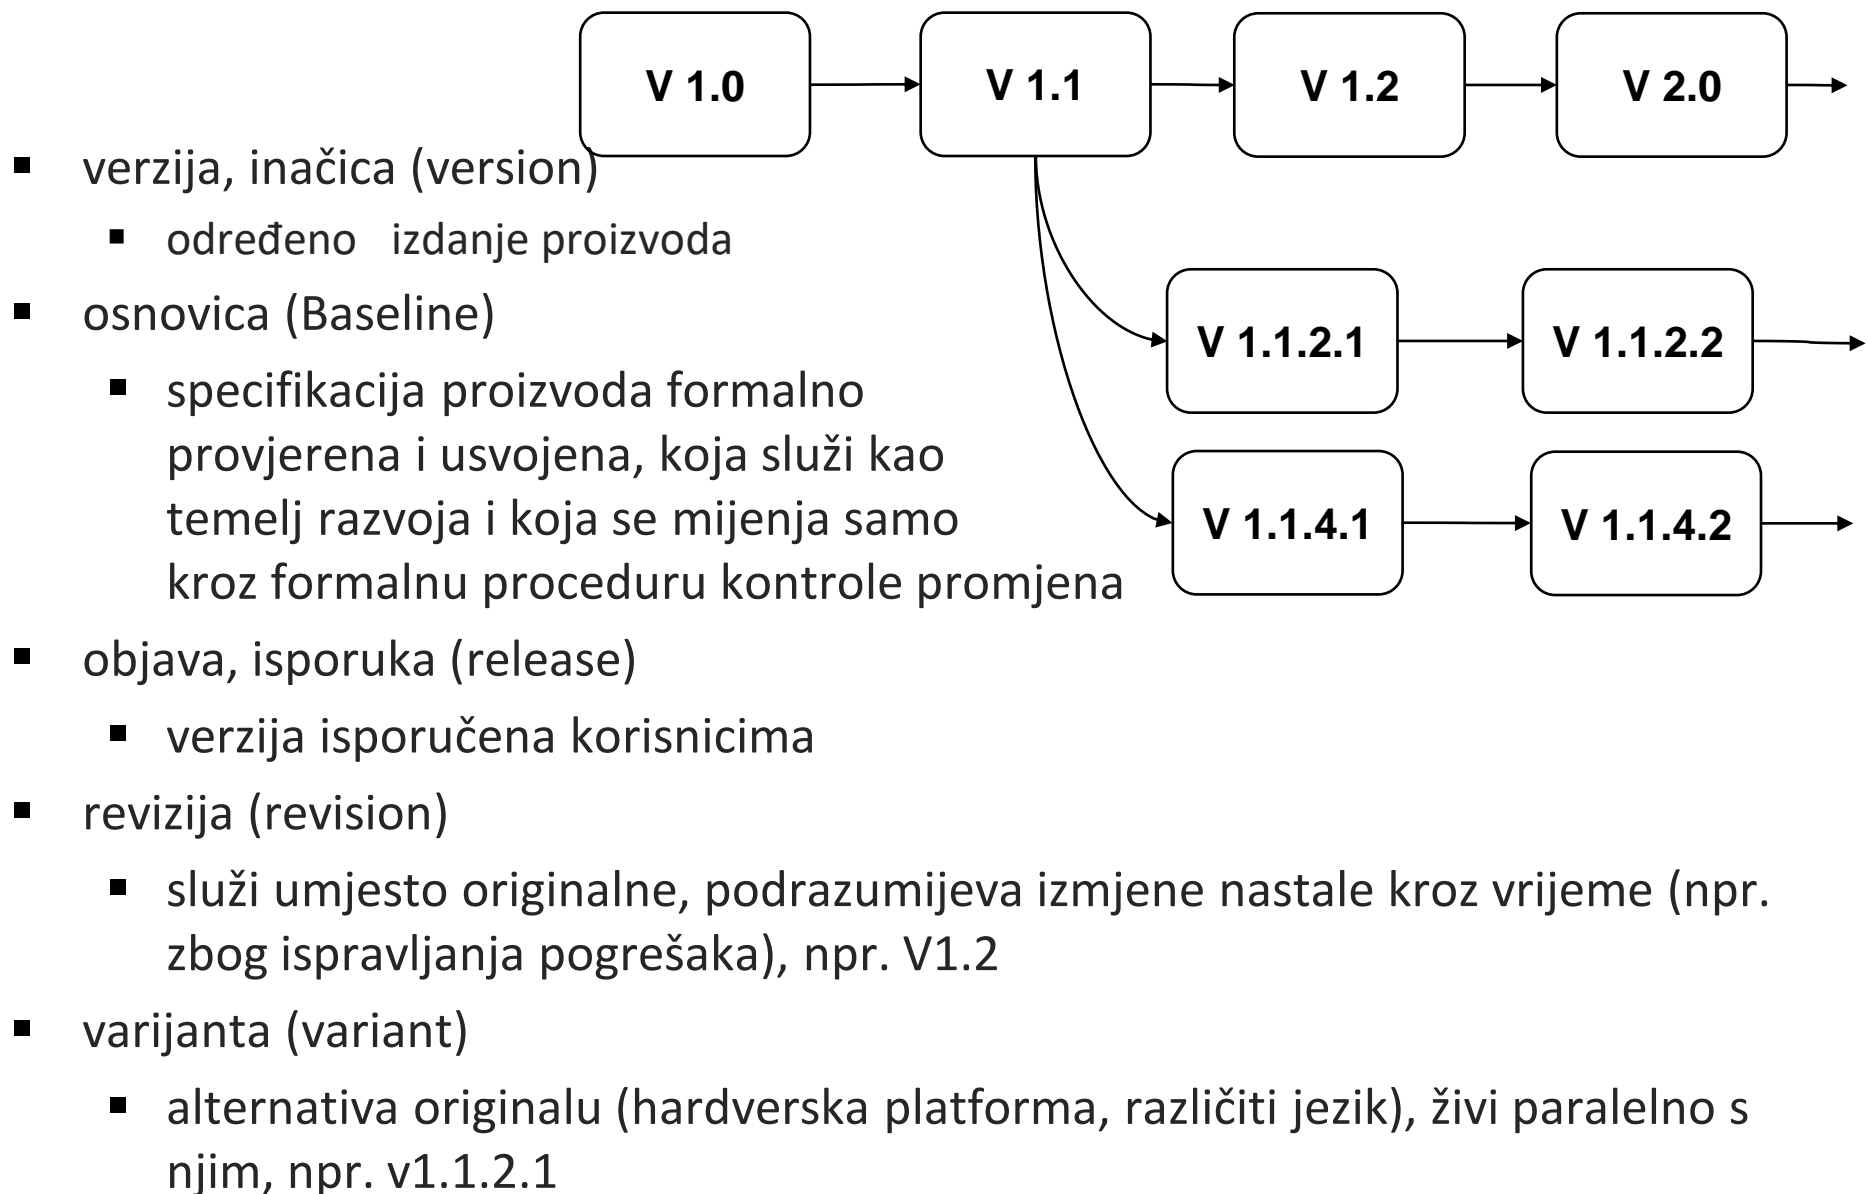 V 1.0
V 1.1
V 1.2
V 2.0
▪ verzija, inačica (version)
▪ određeno izdanje proizvoda
▪ osnovica (Baseline)
V 1.1.2.1
V 1.1.2.2
▪ specifikacija proizvoda formalno
provjerena i usvojena, koja služi kao
temelj razvoja i koja se mijenja samo
kroz formalnu proceduru kontrole promjena
V 1.1.4.1
V 1.1.4.2
▪ objava, isporuka (release)
▪ verzija isporučena korisnicima
▪ revizija (revision)
▪ služi umjesto originalne, podrazumijeva izmjene nastale kroz vrijeme (npr.
zbog ispravljanja pogrešaka), npr. V1.2
▪ varijanta (variant)
▪ alternativa originalu (hardverska platforma, različiti jezik), živi paralelno s
njim, npr. v1.1.2.1